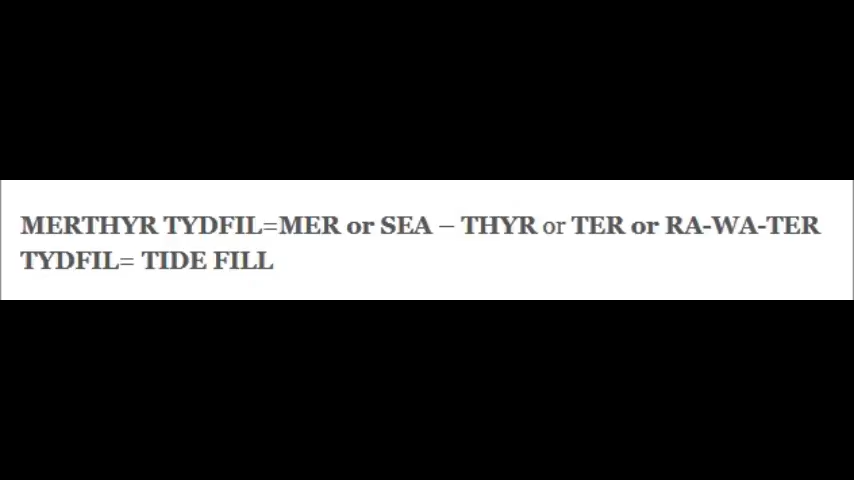 MERTHYR TYDFIL=MER or SEA – THYR or TER or RA-WA-TER
TYDFIL= TIDE FILL